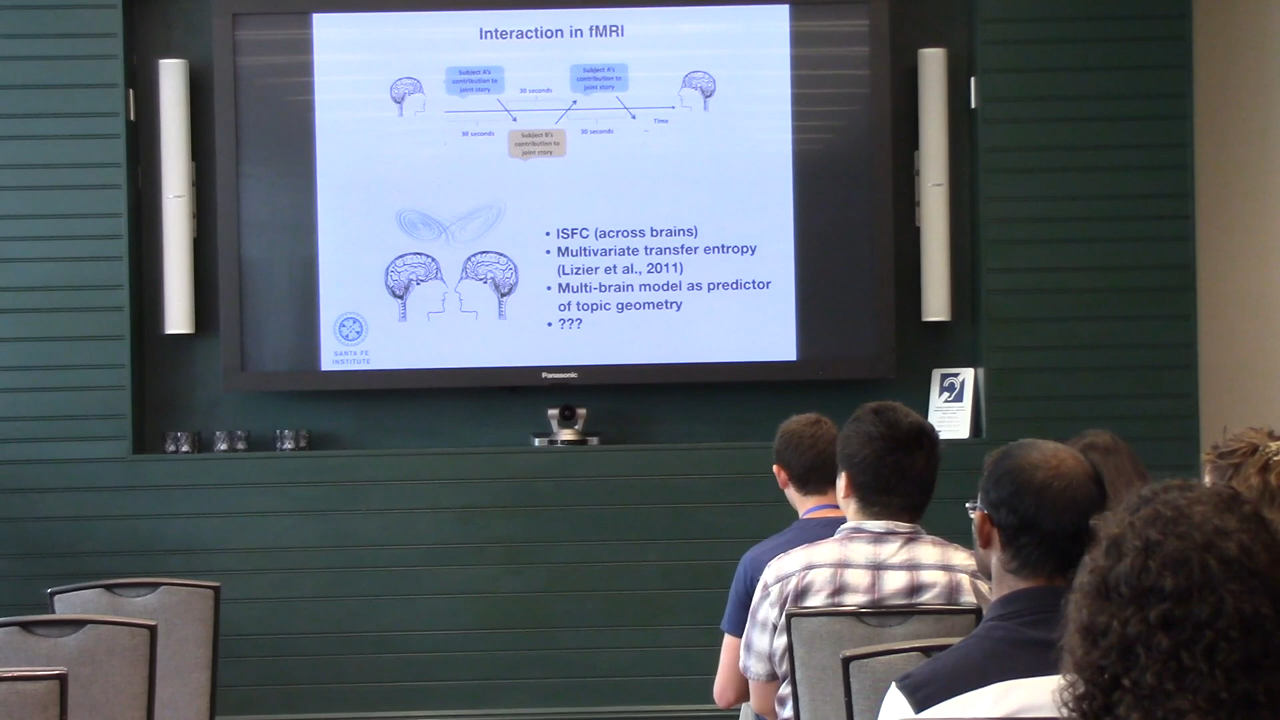 Interaction in fMRI
Subject A's
contribution to
joint story
30 seconds
Subject A's
contribution to
joint story
30 seconds
Subject B's
contribution to
joint story
30 seconds
Time
...
• ISFC (across brains)
• Multivariate transfer entropy
(Lizier et al., 2011)
• Multi-brain model as predictor
of topic geometry
• ???
SANTA FE
INSTITUTE
Panasonic